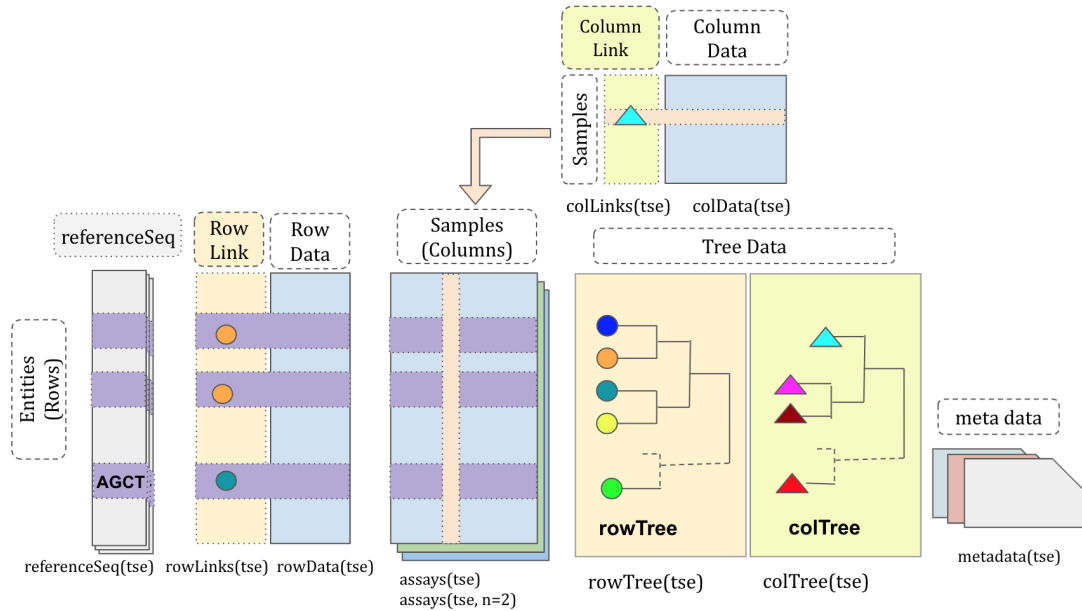 Column
Link
Column
Data
Samples
colLinks(tse)
colData(tse)
referenceSeq
Row
Link
Row
Data
Samples
(Columns)
Tree Data
Entities
(Rows)
AGCT
rowTree
colTree
meta data
referenceSeq(tse)
rowLinks(tse)
rowData(tse)
assays(tse)
assays(tse, n=2)
rowTree(tse)
colTree(tse)
metadata(tse)